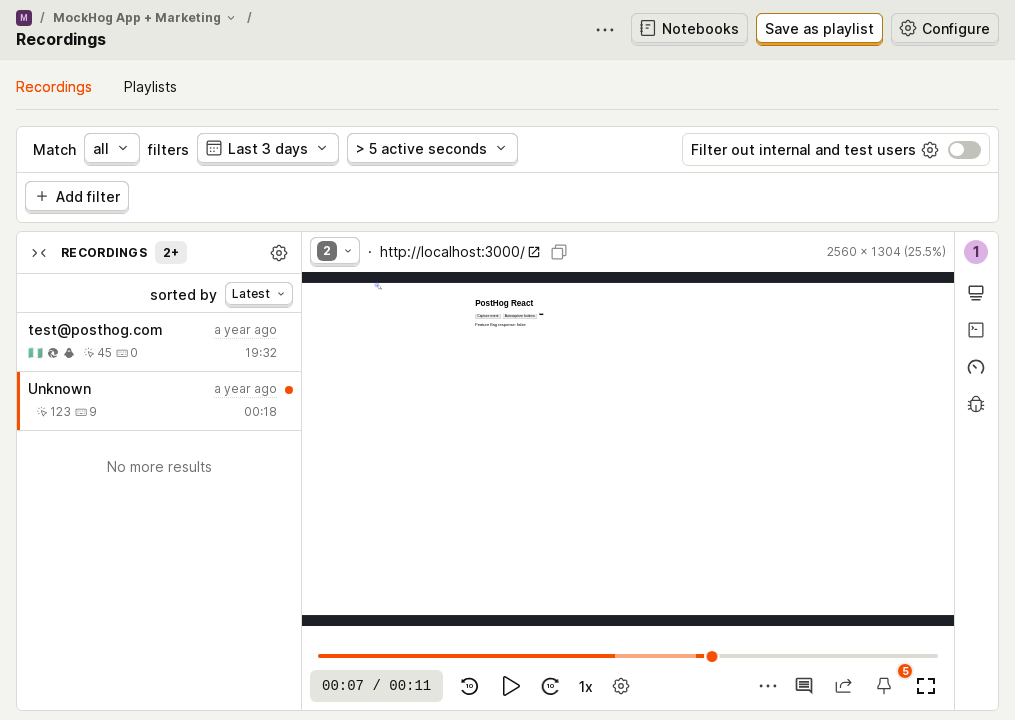 M / MockHog App + Marketing /
Recordings
Notebooks
Save as playlist
Configure
Recordings
Playlists
Match all filters Last 3 days > 5 active seconds
Filter out internal and test users
Add filter
RECORDINGS 2+
sorted by Latest
test@posthog.com a year ago
45 0 19:32
Unknown a year ago
123 9 00:18
No more results
2 · http://localhost:3000/
2560 × 1304 (25.5%)
1
PostHog React
Capture event Autocapture buttons
Feature flag response: false
00:07 / 00:11
10
10
1x
5